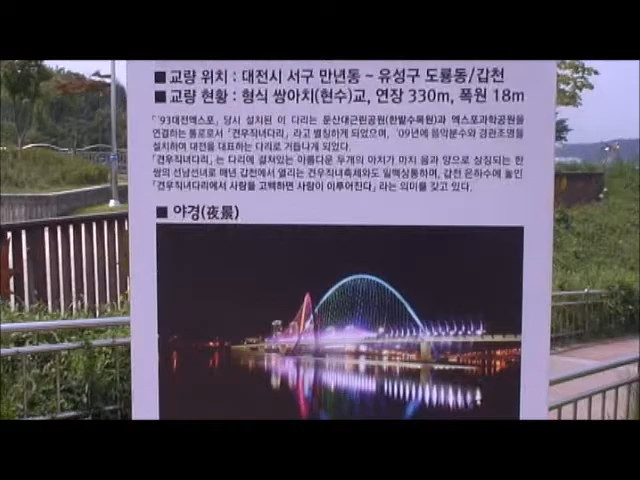 ■ 교량 위치 : 대전시 서구 만년동 ~ 유성구 도룡동/갑천
■ 교량 현황 : 형식 쌍아치(현수)교, 연장 330m, 폭원 18m
「'93대전엑스포」 당시 설치된 이 다리는 둔산대근린공원(한밭수목원)과 엑스포과학공원을
연결하는 통로로서 「견우직녀다리」 라고 별칭하게 되었으며, '09년에 음악분수와 경관조명을
설치하며 대전을 대표하는 다리로 거듭나게 되었다.
「견우직녀다리」는 다리에 설치있는 아름다운 두개의 아치가 마치 음과 양으로 상징되는 한
쌍의 선남선녀로 매년 갑천에서 열리는 견우직녀축제와도 일맥상통하며, 갑천 은하수에 놓인
「견우직녀다리에서 사랑을 고백하면 사랑이 이루어진다」 라는 의미를 갖고 있다.
■ 야경(夜景)